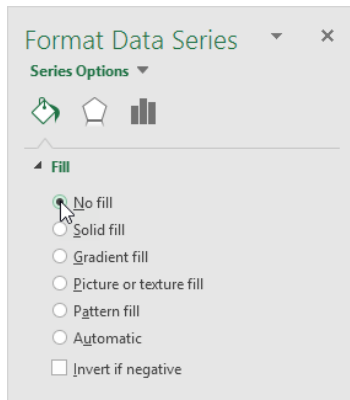 Format Data Series
Series Options
Fill
No fill
Solid fill
Gradient fill
Picture or texture fill
Pattern fill
Automatic
Invert if negative